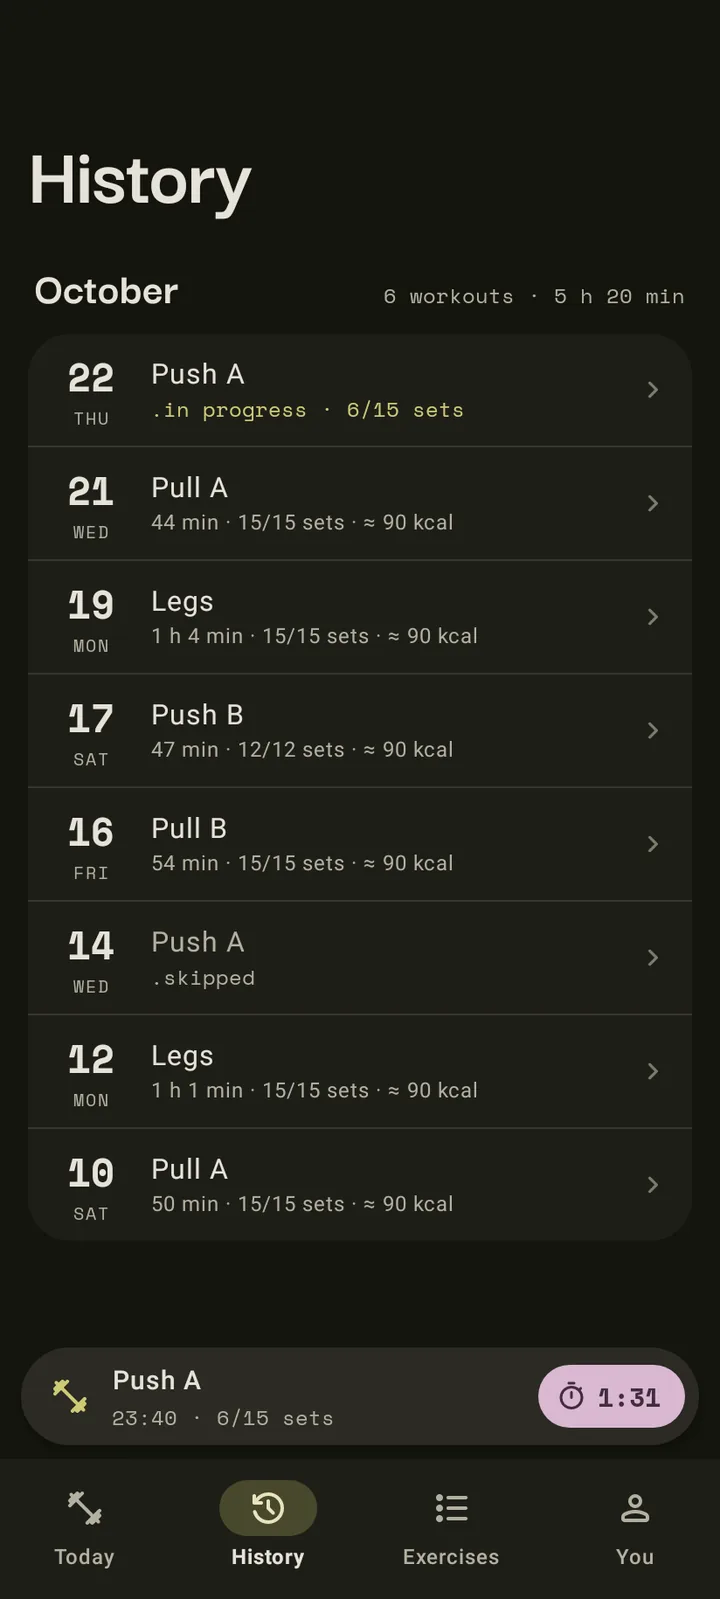 History
October
6 workouts · 5 h 20 min
22
THU
Push A
.in progress · 6/15 sets
21
WED
Pull A
44 min · 15/15 sets · ≈ 90 kcal
19
MON
Legs
1 h 4 min · 15/15 sets · ≈ 90 kcal
17
SAT
Push B
47 min · 12/12 sets · ≈ 90 kcal
16
FRI
Pull B
54 min · 15/15 sets · ≈ 90 kcal
14
WED
Push A
.skipped
12
MON
Legs
1 h 1 min · 15/15 sets · ≈ 90 kcal
10
SAT
Pull A
50 min · 15/15 sets · ≈ 90 kcal
Push A
23:40 · 6/15 sets
1:31
Today
History
Exercises
You